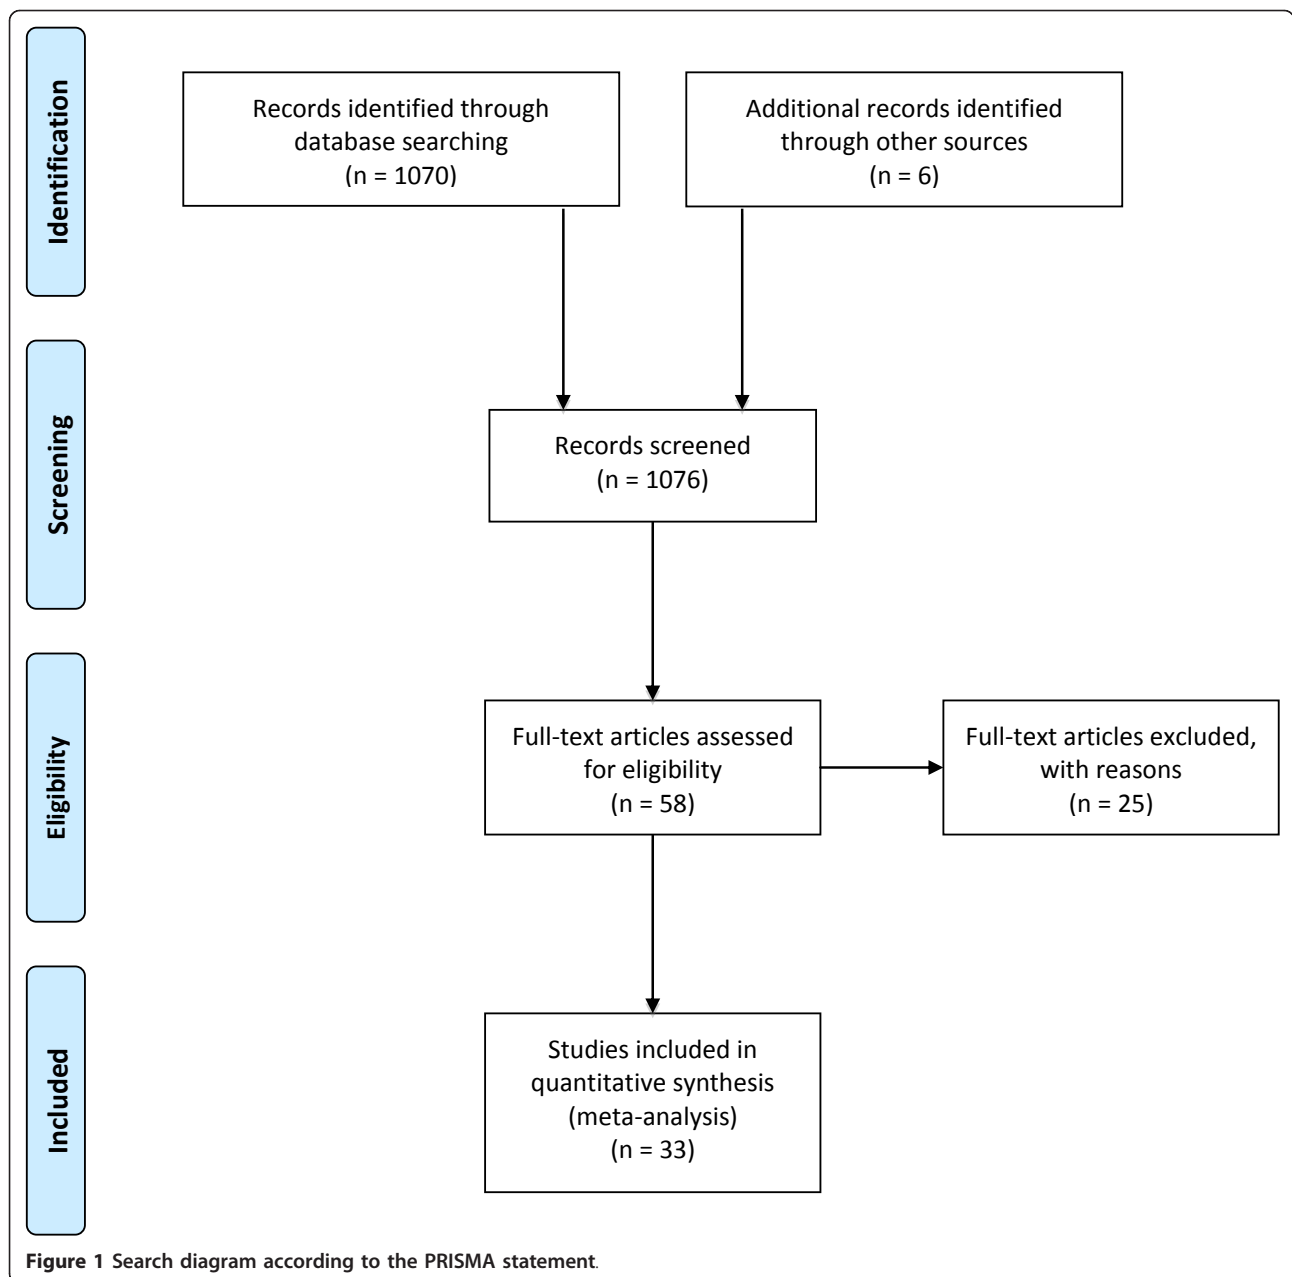 Identification
Records identified through
database searching
(n = 1070)
Additional records identified
through other sources
(n = 6)
Screening
Records screened
(n = 1076)
Eligibility
Full-text articles assessed
for eligibility
(n = 58)
Full-text articles excluded,
with reasons
(n = 25)
Included
Studies included in
quantitative synthesis
(meta-analysis)
(n = 33)
Figure 1 Search diagram according to the PRISMA statement.